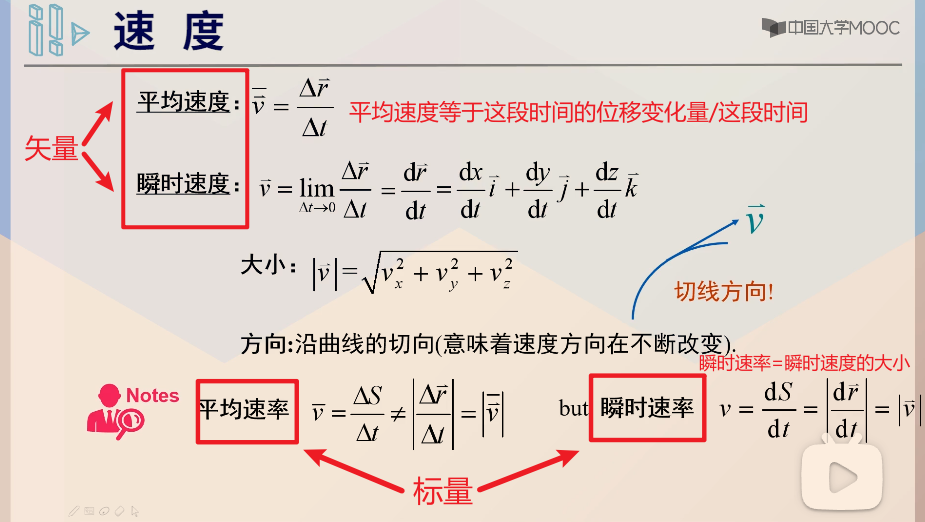 速 度
中国大学MOOC
平均速度： $\overline{\vec{v}} = \frac{\Delta \vec{r}}{\Delta t}$ 平均速度等于这段时间的位移变化量/这段时间
矢量
瞬时速度： $\vec{v} = \lim_{\Delta t \to 0} \frac{\Delta \vec{r}}{\Delta t} = \frac{d\vec{r}}{dt} = \frac{dx}{dt}\vec{i} + \frac{dy}{dt}\vec{j} + \frac{dz}{dt}\vec{k}$
$\vec{v}$
大小： $|\vec{v}| = \sqrt{v_x^2 + v_y^2 + v_z^2}$
切线方向!
方向:沿曲线的切向(意味着速度方向在不断改变).
瞬时速率=瞬时速度的大小
Notes
平均速率 $\overline{v} = \frac{\Delta S}{\Delta t} \neq \left|\frac{\Delta \vec{r}}{\Delta t}\right| = |\overline{\vec{v}}|$ but 瞬时速率 $v = \frac{dS}{dt} = \left|\frac{d\vec{r}}{dt}\right| = |\vec{v}|$
标量